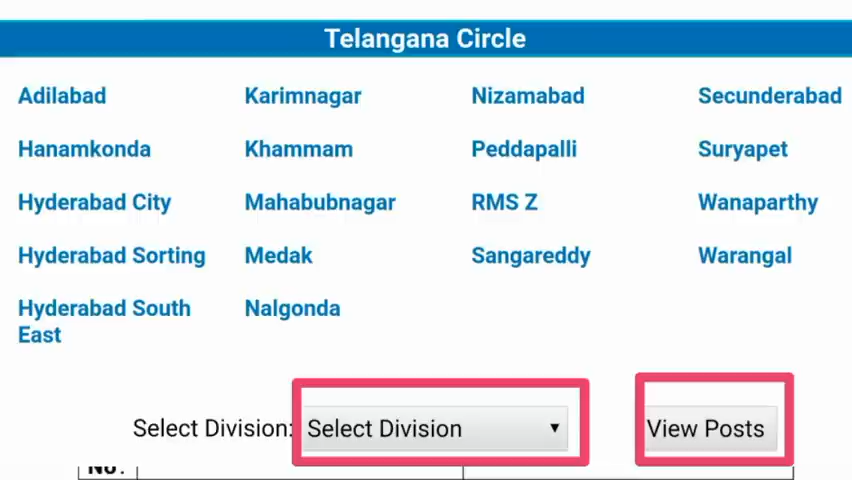 Telangana Circle
Adilabad Karimnagar Nizamabad Secunderabad
Hanamkonda Khammam Peddapalli Suryapet
Hyderabad City Mahabubnagar RMS Z Wanaparthy
Hyderabad Sorting Medak Sangareddy Warangal
Hyderabad South East Nalgonda
Select Division: Select Division View Posts
No.